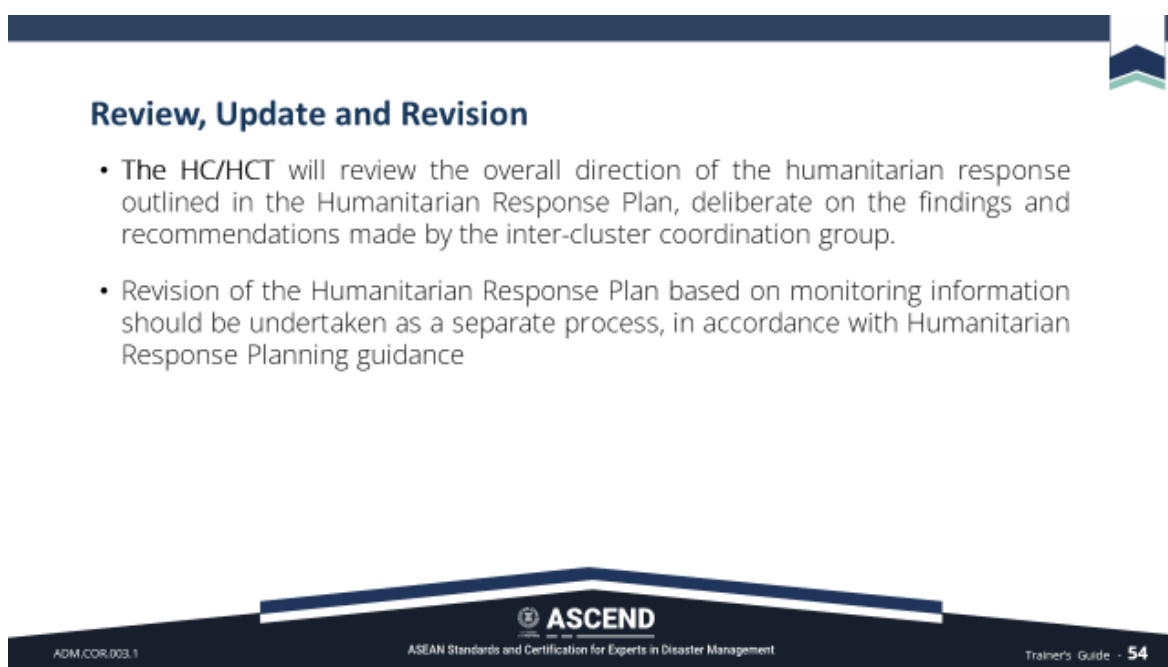 Review, Update and Revision
• The HC/HCT will review the overall direction of the humanitarian response
outlined in the Humanitarian Response Plan, deliberate on the findings and
recommendations made by the inter-cluster coordination group.
• Revision of the Humanitarian Response Plan based on monitoring information
should be undertaken as a separate process, in accordance with Humanitarian
Response Planning guidance
ASCEND
ASEAN Standards and Certification for Experts in Disaster Management
ADM.COR.003.1
Trainer's Guide - 54